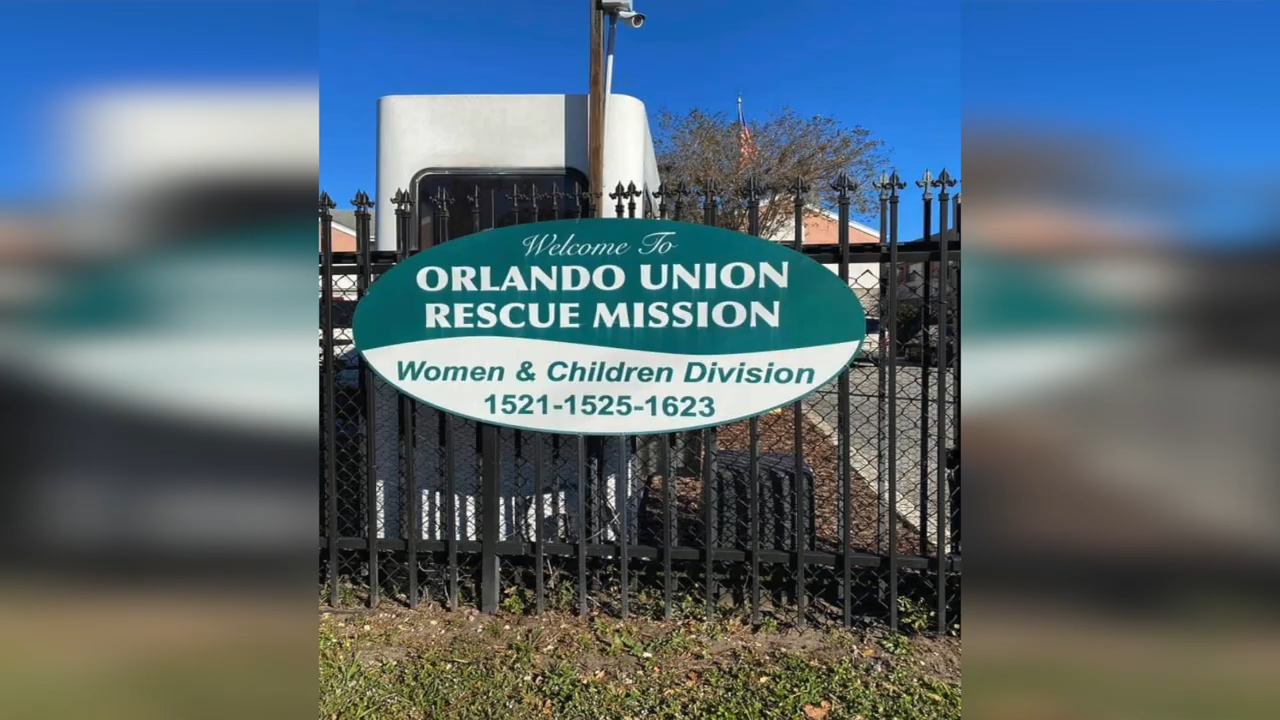 Welcome To
ORLANDO UNION
RESCUE MISSION
Women & Children Division
1521-1525-1623